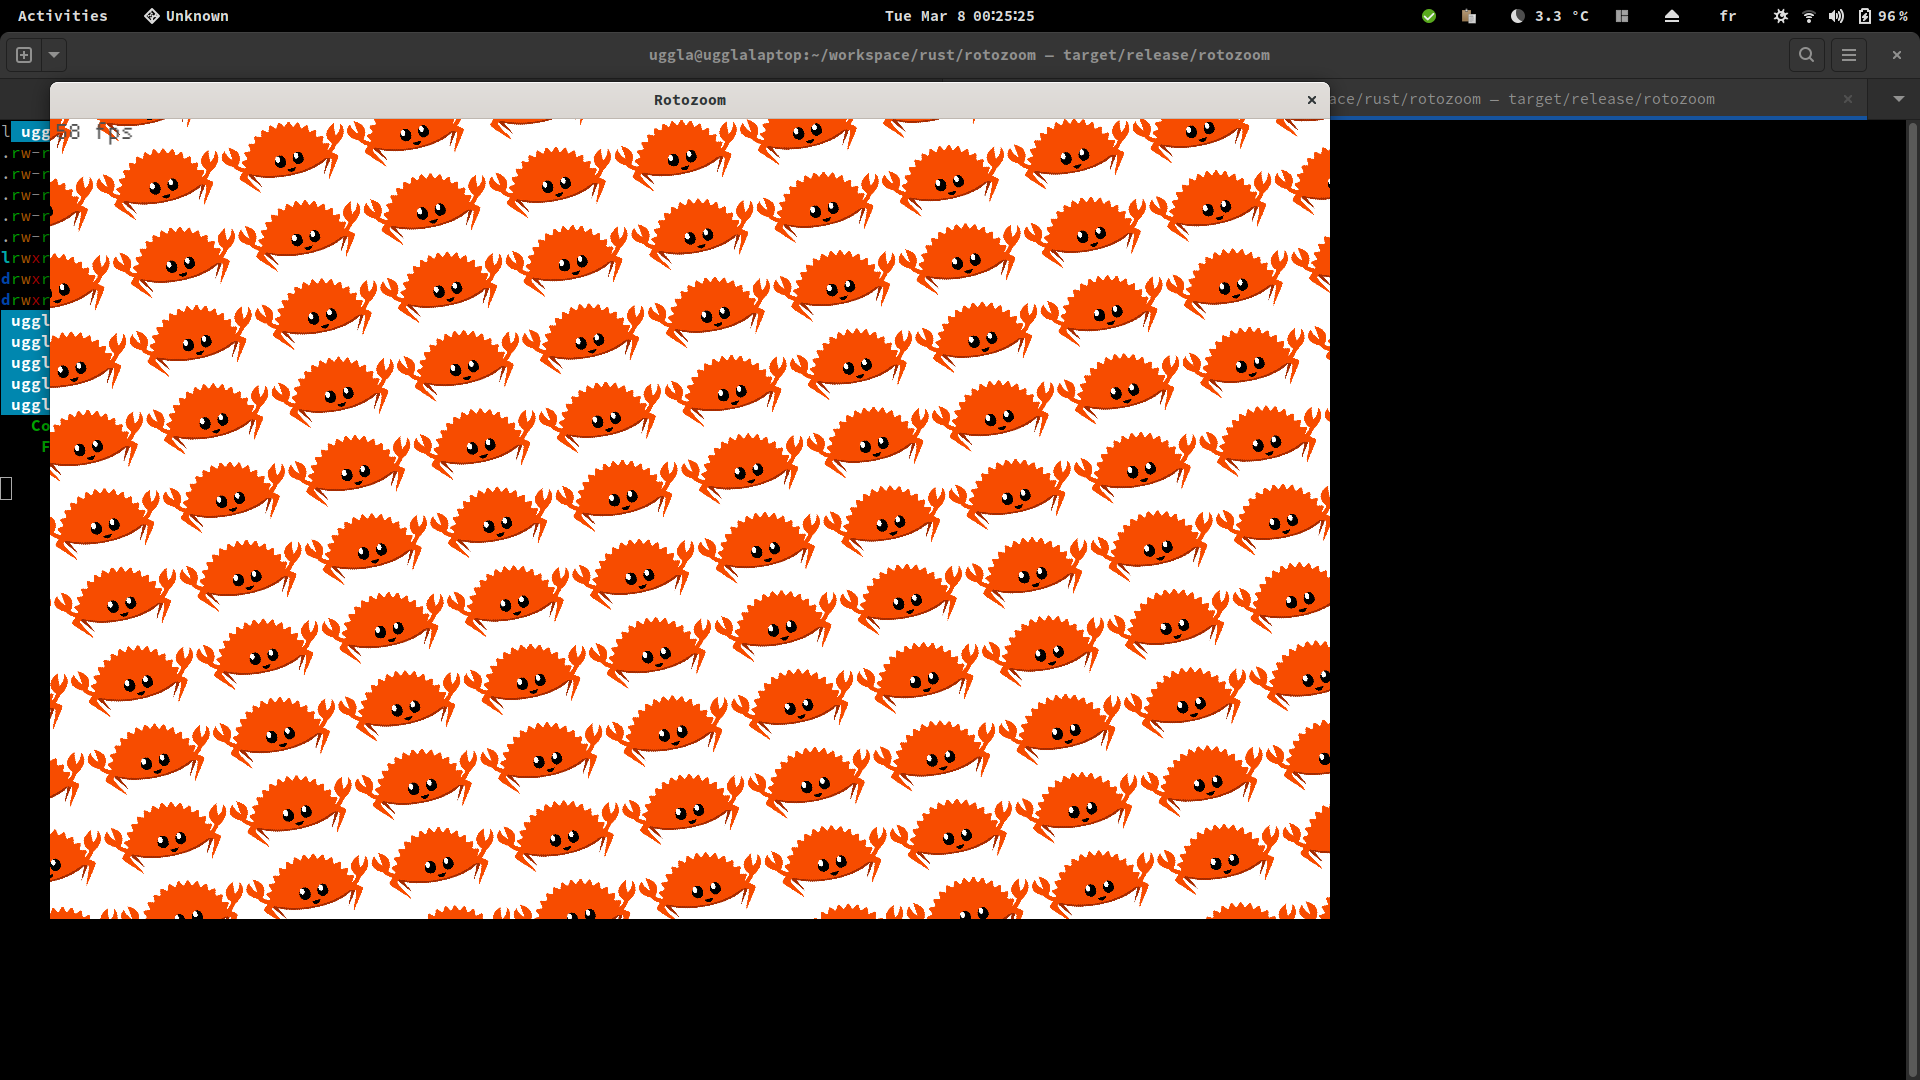 Activities Unknown Tue Mar 8 00:25:25 3.3 °C fr 96%
uggla@ugglalaptop:~/workspace/rust/rotozoom — target/release/rotozoom
Rotozoom
ace/rust/rotozoom — target/release/rotozoom
58 fps
l ugg
.rw-r
.rw-r
.rw-r
.rw-r
.rw-r
lrwxr
drwxr
drwxr
uggl
uggl
uggl
uggl
uggl
Co
F